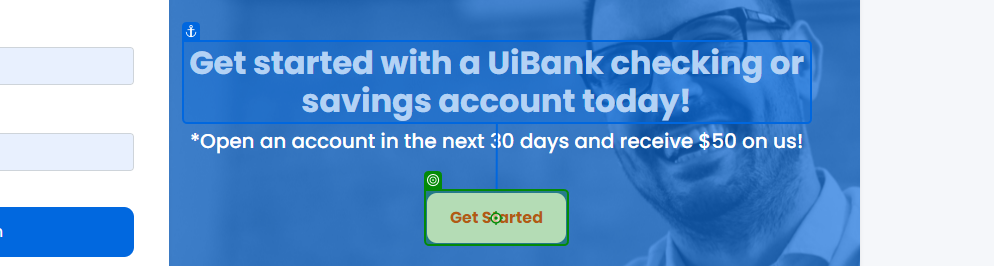 Get started with a UiBank checking or
savings account today!
*Open an account in the next 30 days and receive $50 on us!
Get Started